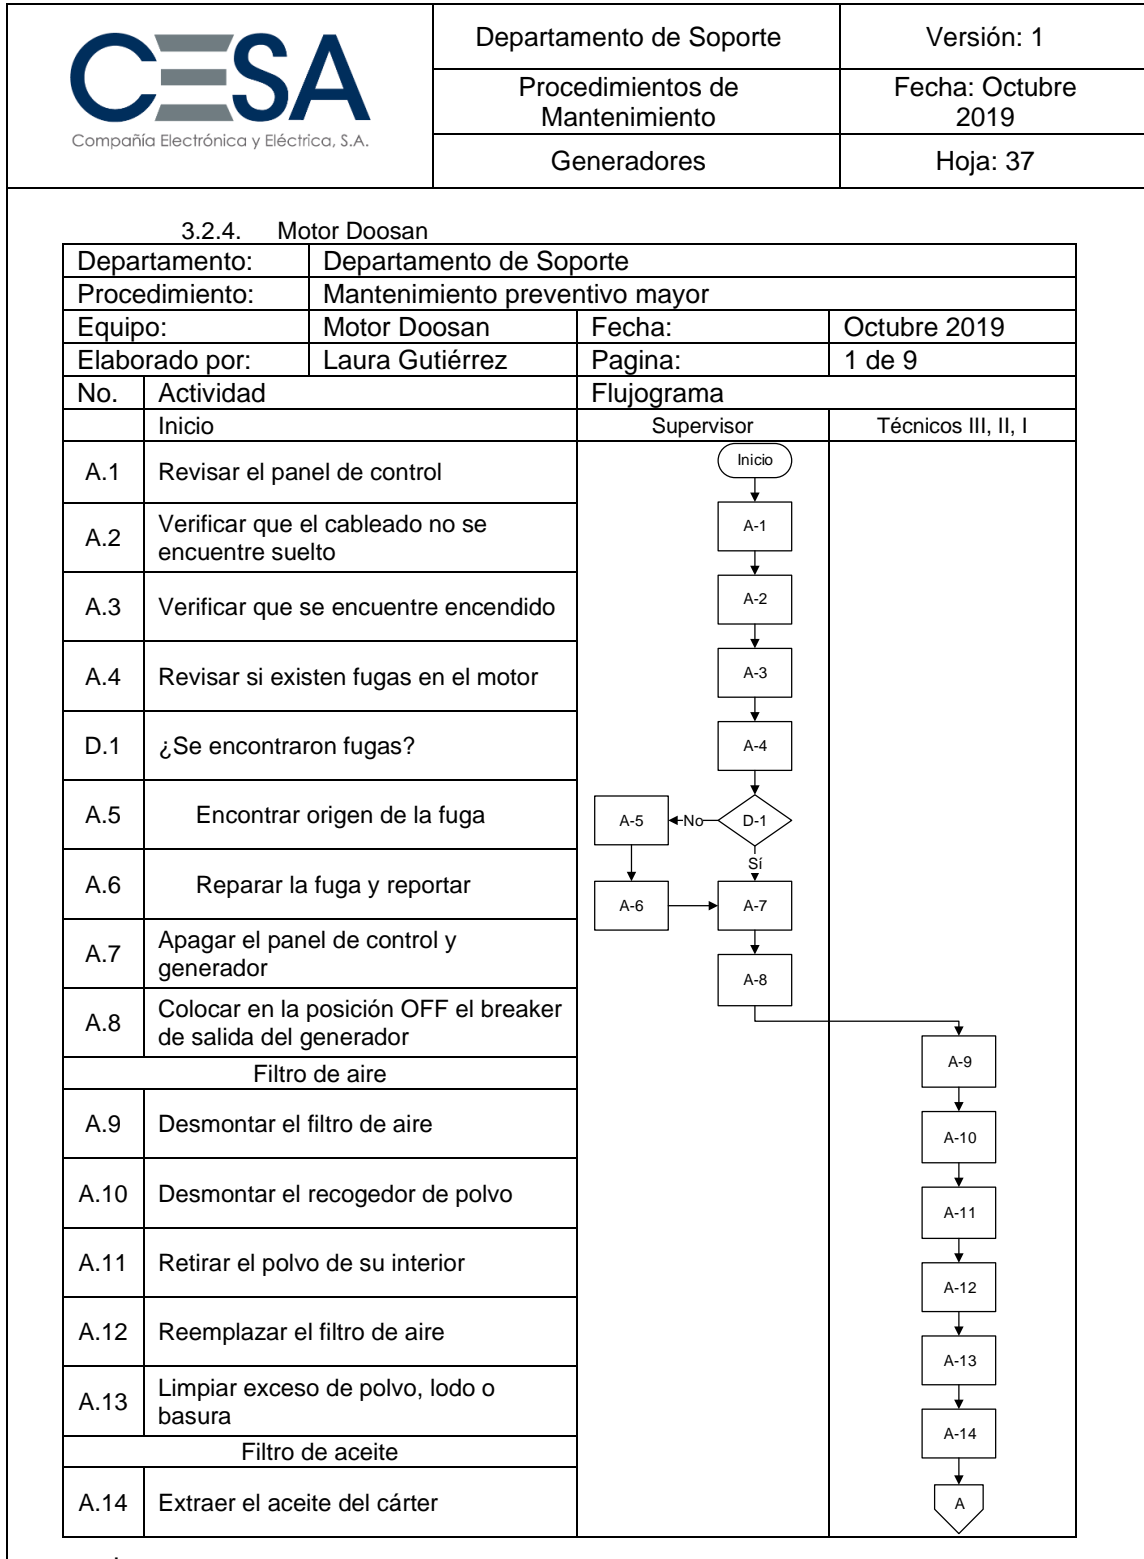 CESA
Compañía Electrónica y Eléctrica, S.A.
Departamento de Soporte
Versión: 1
Procedimientos de
Mantenimiento
Fecha: Octubre
2019
Generadores
Hoja: 37
3.2.4. Motor Doosan
Departamento: Departamento de Soporte
Procedimiento: Mantenimiento preventivo mayor
Equipo: Motor Doosan Fecha: Octubre 2019
Elaborado por: Laura Gutiérrez Pagina: 1 de 9
No. Actividad Flujograma
Inicio Supervisor Técnicos III, II, I
A.1 Revisar el panel de control
A.2 Verificar que el cableado no se
encuentre suelto
A.3 Verificar que se encuentre encendido
A.4 Revisar si existen fugas en el motor
D.1 ¿Se encontraron fugas?
A.5 Encontrar origen de la fuga
A.6 Reparar la fuga y reportar
A.7 Apagar el panel de control y
generador
A.8 Colocar en la posición OFF el breaker
de salida del generador
Filtro de aire
A.9 Desmontar el filtro de aire
A.10 Desmontar el recogedor de polvo
A.11 Retirar el polvo de su interior
A.12 Reemplazar el filtro de aire
A.13 Limpiar exceso de polvo, lodo o
basura
Filtro de aceite
A.14 Extraer el aceite del cárter
Inicio
A-1
A-2
A-3
A-4
A-5 No D-1
Sí
A-6 A-7
A-8
A-9
A-10
A-11
A-12
A-13
A-14
A